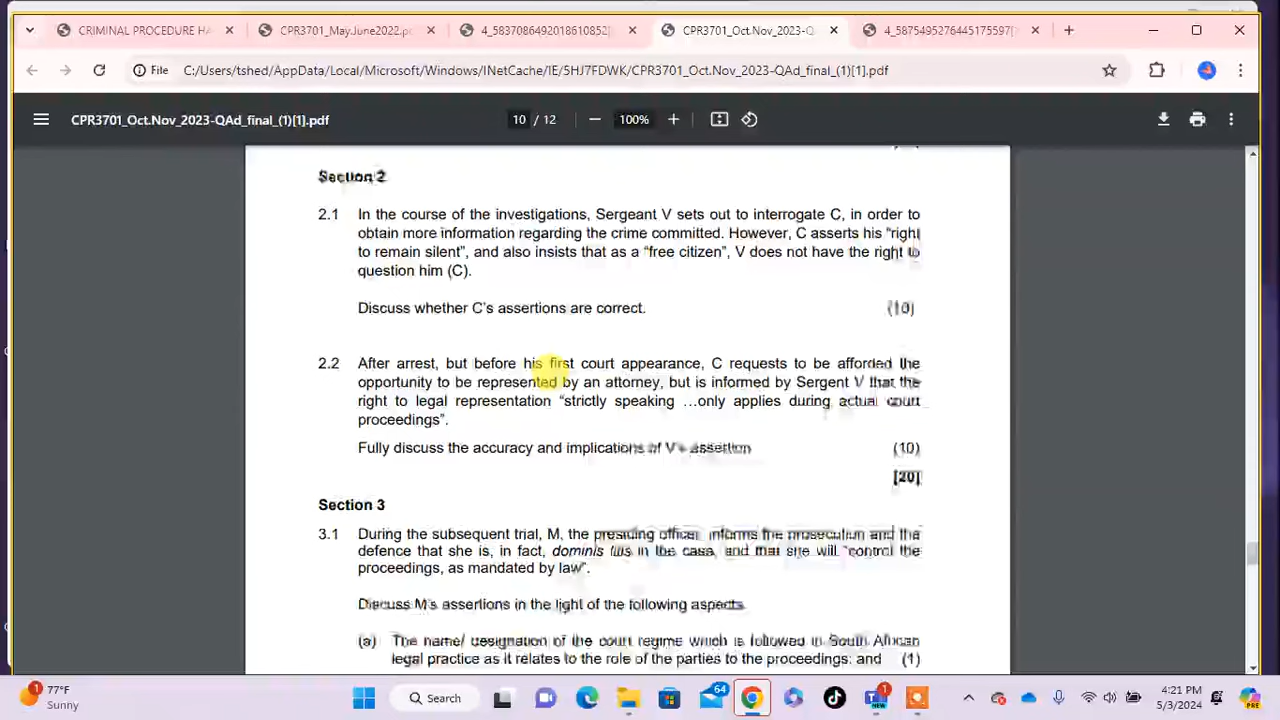 CRIMINAL PROCEDURE HA
CPR3701_May.June2022.p
4_5837086492018610852[
CPR3701_Oct.Nov_2023-Q
4_5875495276445175597[
File
C:/Users/tshed/AppData/Local/Microsoft/Windows/INetCache/IE/SHJ7FDWK/CPR3701_Oct.Nov_2023-QAd_final_(1)[1].pdf
CPR3701_Oct.Nov_2023-QAd_final_(1)[1].pdf
10 / 12
100%
Section 2
2.1 In the course of the investigations, Sergeant V sets out to interrogate C, in order to
obtain more information regarding the crime committed. However, C asserts his “right
to remain silent”, and also insists that as a “free citizen”, V does not have the right to
question him (C).
Discuss whether C’s assertions are correct. (10)
2.2 After arrest, but before his first court appearance, C requests to be afforded the
opportunity to be represented by an attorney, but is informed by Sergent V that the
right to legal representation “strictly speaking …only applies during actual court
proceedings”.
Fully discuss the accuracy and implications of V’s assertion (10)
[20]
Section 3
3.1 During the subsequent trial, M, the presiding officer, informs the prosecution and the
defence that she is, in fact, dominis litis in the case, and that she will “control the
proceedings, as mandated by law”.
Discuss M’s assertions in the light of the following aspects.
(a) The name/ designation of the court regime which is followed in South African
legal practice as it relates to the role of the parties to the proceedings: and (1)
1
77°F
Sunny
Search
64
1
NEW
4:21 PM
5/3/2024
PRE